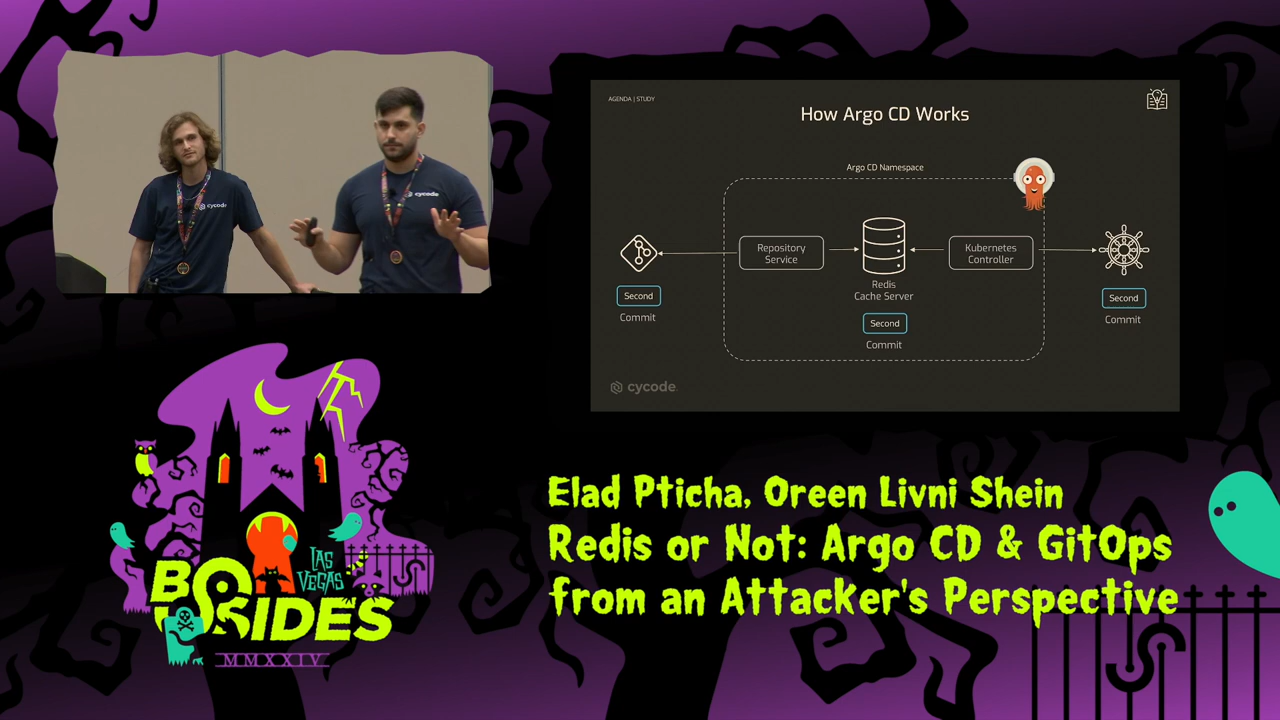 cycode
cycode
AGENDA | STUDY
How Argo CD Works
Argo CD Namespace
Repository
Service
Redis
Cache Server
Kubernetes
Controller
Second
Commit
Second
Commit
Second
Commit
cycode
BSIDES
LAS
VEGAS
MMXXIV
Elad Pticha, Oreen Livni Shein
Redis or Not: Argo CD & GitOps
from an Attacker's Perspective